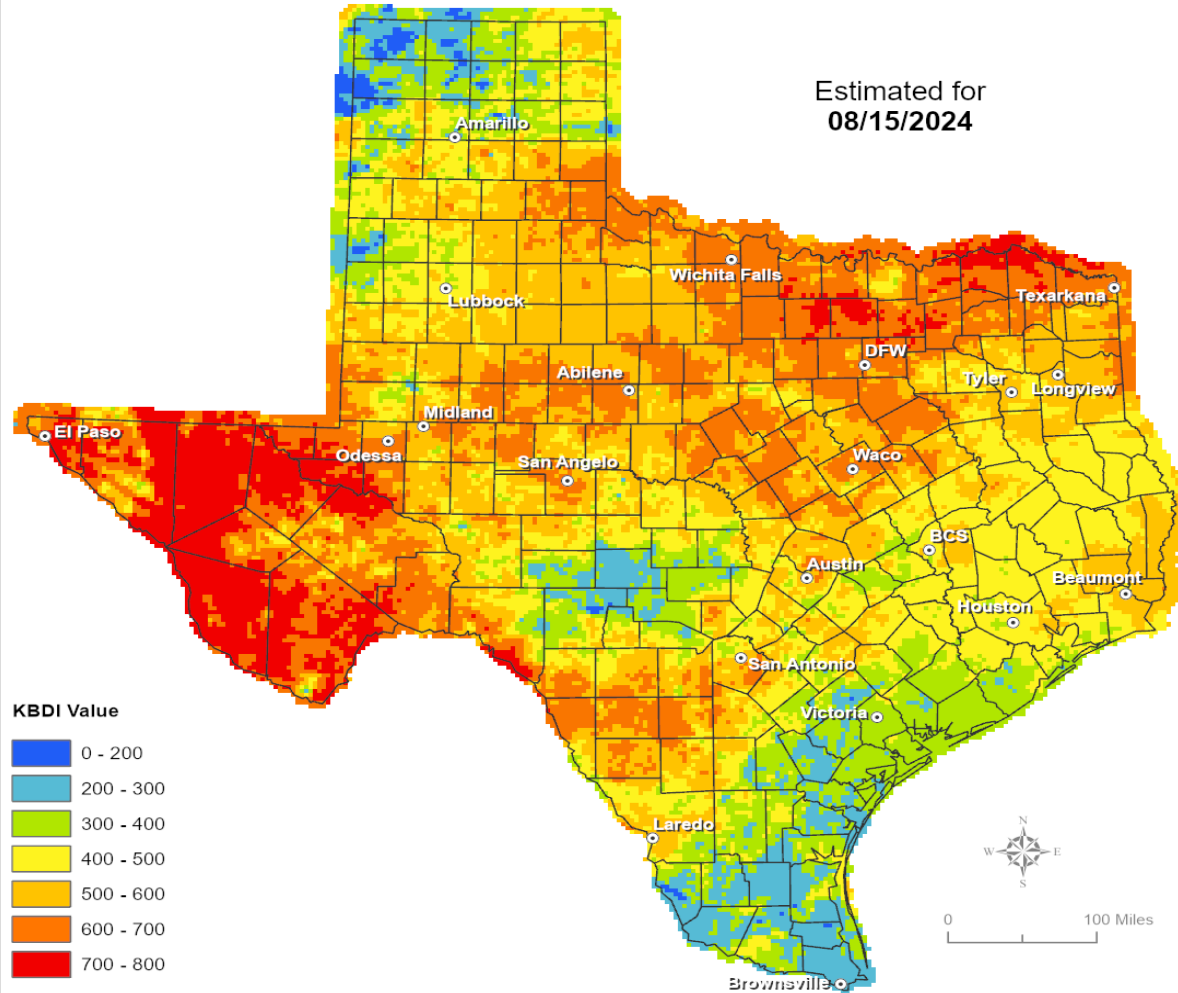 Estimated for
08/15/2024
Amarillo
Wichita Falls
Lubbock
Texarkana
DFW
Abilene
Tyler
Longview
Midland
El Paso
Odessa
San Angelo
Waco
BCS
Austin
Beaumont
Houston
San Antonio
Victoria
Laredo
Brownsville
KBDI Value
0 - 200
200 - 300
300 - 400
400 - 500
500 - 600
600 - 700
700 - 800
N
W E
S
0 100 Miles